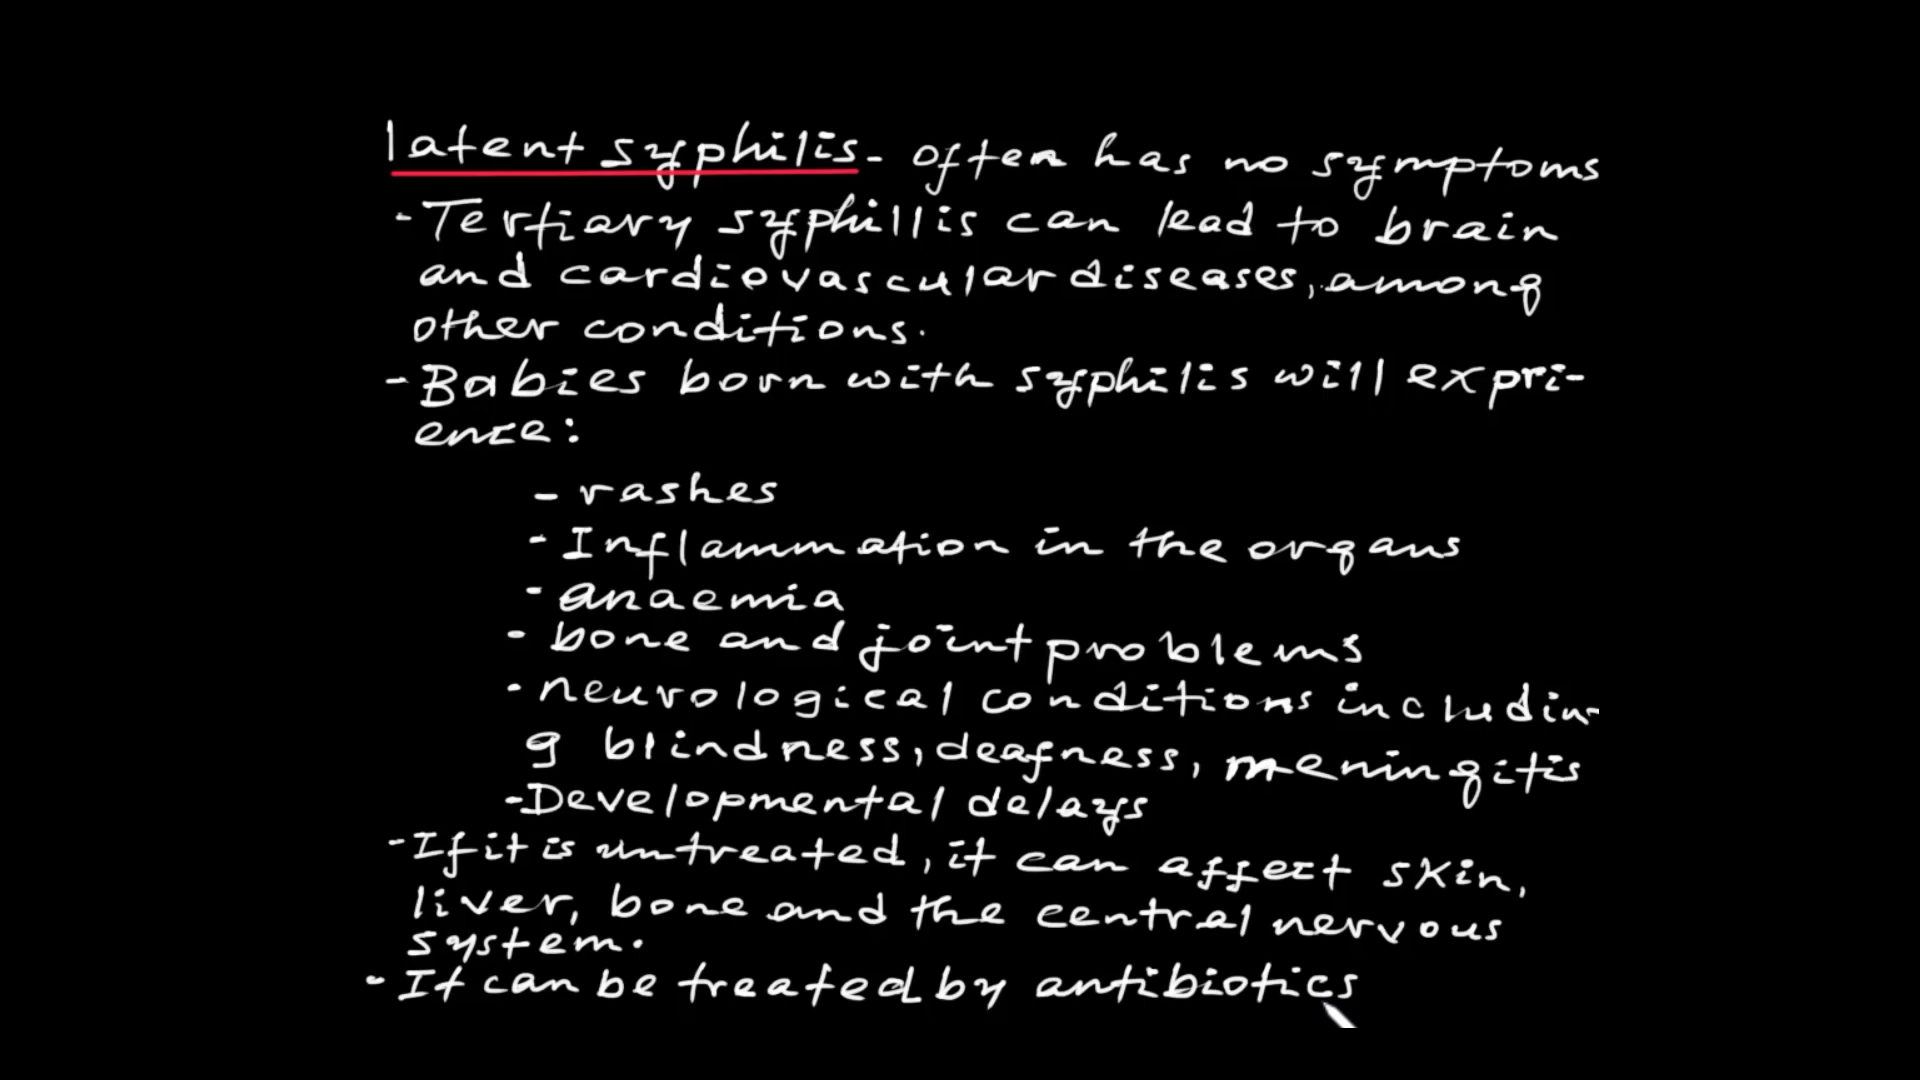 latent syphilis - often has no symptoms
- Tertiary syphillis can lead to brain
and cardiovascular diseases, among
other conditions.
- Babies born with syphilis will expri-
ence:
- rashes
- Inflammation in the organs
- anaemia
- bone and joint problems
- neurological conditions includin-
g blindness, deafness, meningitis
- Developmental delays
- If it is untreated, it can affect skin,
liver, bone and the central nervous
system.
- It can be treated by antibiotics